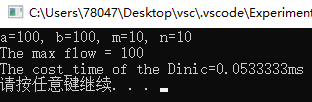 C:\Users\78047\Desktop\vsc\.vscode\Experiment
a=100, b=100, m=10, n=10
The max flow = 100
The cost time of the Dinic=0.0533333ms
请按任意键继续. . .